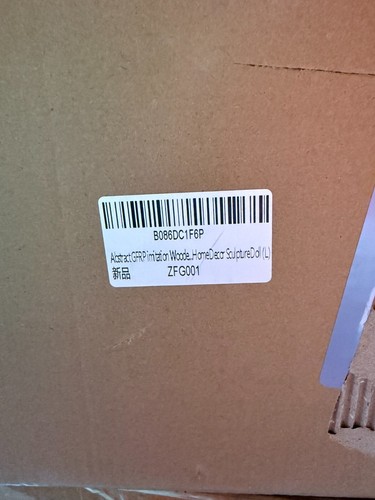 B086DC1F6P
Abstract GFRP Imitation Woode...Home Decor Sculpture Doll (L)
新品 ZFG001